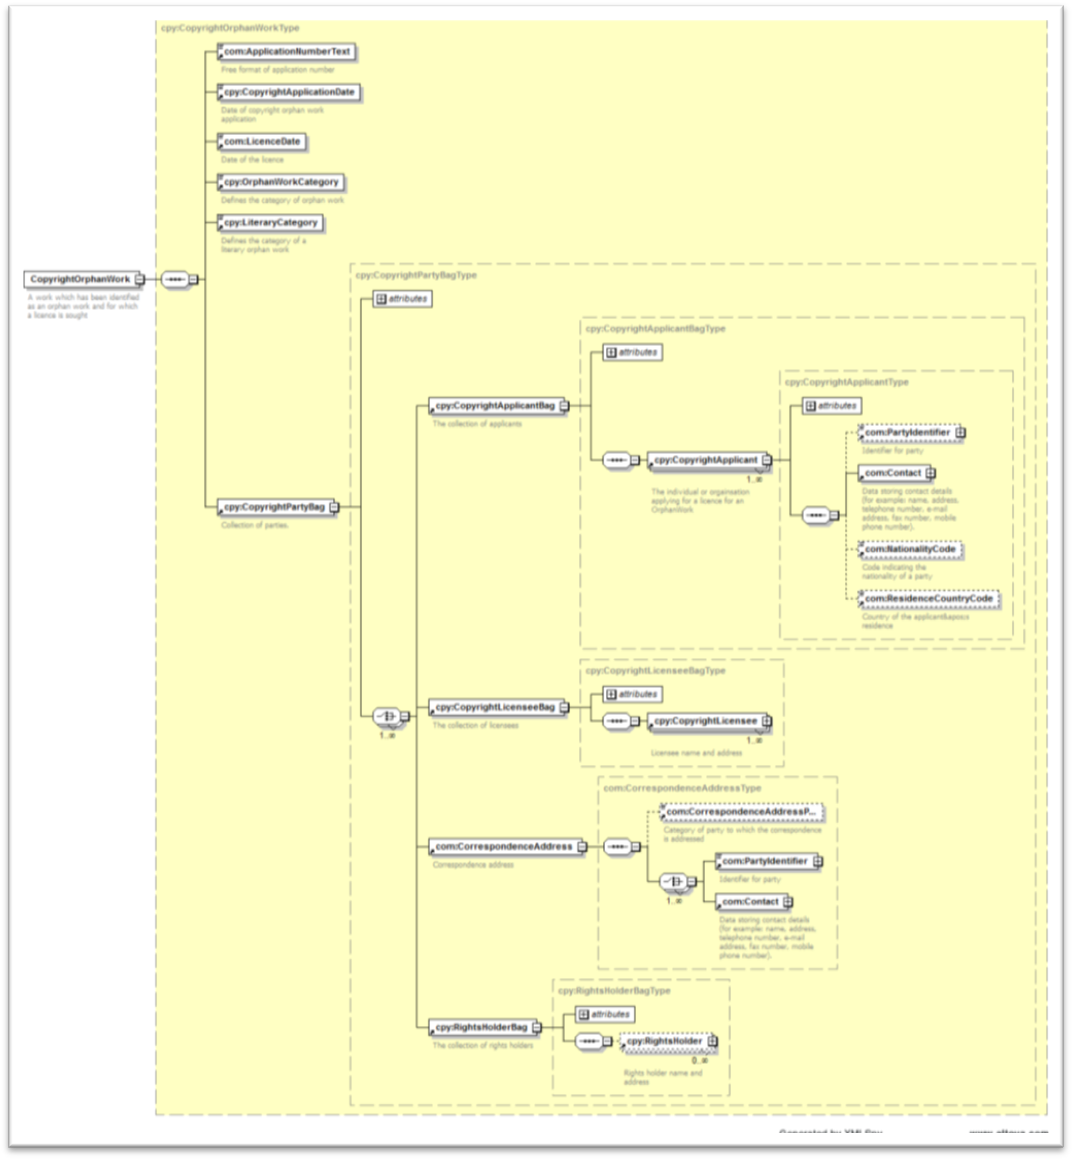 cpy:CopyrightOrphanWorkType
com:ApplicationNumberText
Free format of application number
cpy:CopyrightApplicationDate
Date of copyright orphan work
application
com:LicenceDate
Date of the licence
cpy:OrphanWorkCategory
Defines the category of orphan work
cpy:LiteraryCategory
Defines the category of a
literary orphan work
CopyrightOrphanWork
A work which has been identified
as an orphan work and for which
a licence is sought
cpy:CopyrightPartyBagType
attributes
cpy:CopyrightApplicantBagType
attributes
cpy:CopyrightApplicantType
attributes
cpy:CopyrightApplicantBag
The collection of applicants
com:PartyIdentifier
Identifier for party
cpy:CopyrightApplicant
1..∞
The individual or orgainsation
applying for a licence for an
OrphanWork
com:Contact
Data storing contact details
(for example: name, address,
telephone number, e-mail
address, fax number, mobile
phone number).
cpy:CopyrightPartyBag
Collection of parties.
com:NationalityCode
Code indicating the
nationality of a party
com:ResidenceCountryCode
Country of the applicant&apous
residence
cpy:CopyrightLicenseeBagType
attributes
cpy:CopyrightLicenseeBag
The collection of licensees
1..∞
cpy:CopyrightLicensee
1..∞
Licensee name and address
com:CorrespondenceAddressType
com:CorrespondenceAddressP...
Category of party to which the correspondence
is addressed
com:CorrespondenceAddress
Correspondence address
com:PartyIdentifier
Identifier for party
1..∞
com:Contact
Data storing contact details
(for example: name, address,
telephone number, e-mail
address, fax number, mobile
phone number).
cpy:RightsHolderBagType
attributes
cpy:RightsHolderBag
The collection of rights holders
cpy:RightsHolder
0..∞
Rights holder name and
address
Generated by XMLSpy
www.altova.com